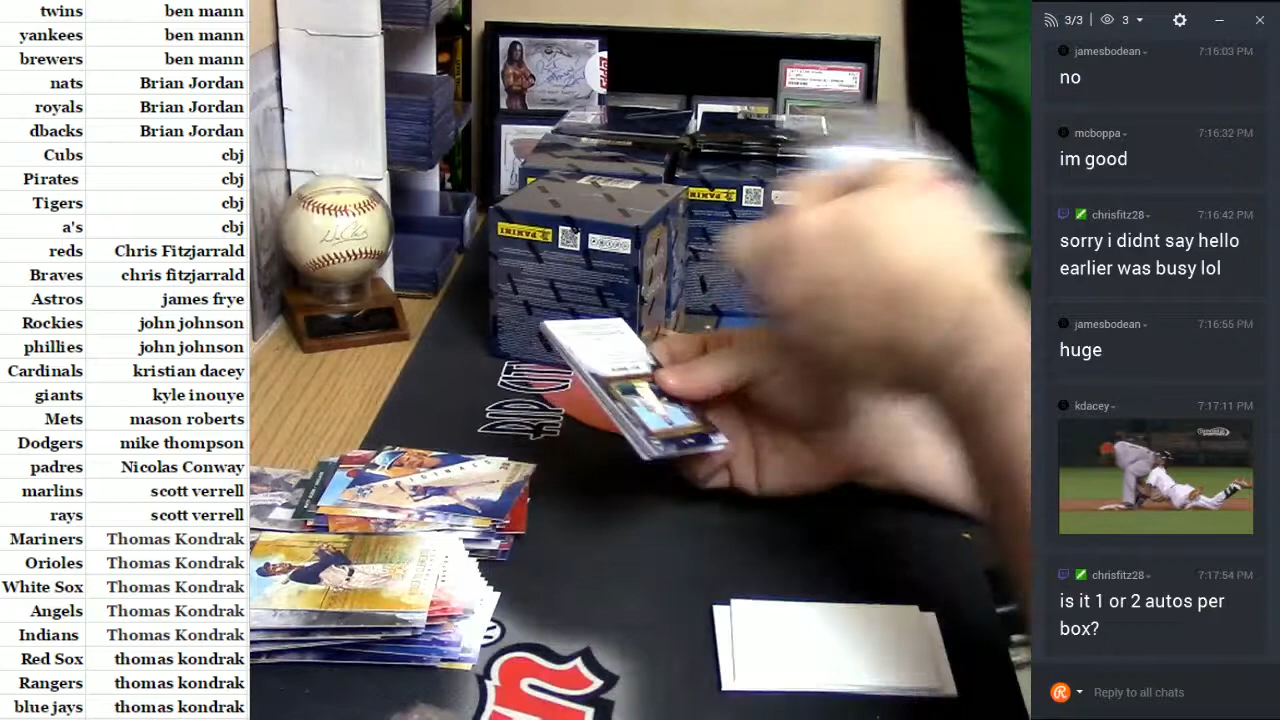 twins ben mann
yankees ben mann
brewers ben mann
nats Brian Jordan
royals Brian Jordan
dbacks Brian Jordan
Cubs cbj
Pirates cbj
Tigers cbj
a's cbj
reds Chris Fitzjarrald
Braves chris fitzjarrald
Astros james frye
Rockies john johnson
phillies john johnson
Cardinals kristian dacey
giants kyle inouye
Mets mason roberts
Dodgers mike thompson
padres Nicolas Conway
marlins scott verrell
rays scott verrell
Mariners Thomas Kondrak
Orioles Thomas Kondrak
White Sox Thomas Kondrak
Angels Thomas Kondrak
Indians Thomas Kondrak
Red Sox thomas kondrak
Rangers thomas kondrak
blue jays thomas kondrak
PANINI
PANINI
RIP CIT
ORIGINALS
3/3 3
jamesbodean 7:16:03 PM
no
mcboppa 7:16:32 PM
im good
chrisfitz28 7:16:42 PM
sorry i didnt say hello
earlier was busy lol
jamesbodean 7:16:55 PM
huge
kdacey 7:17:11 PM
chrisfitz28 7:17:54 PM
is it 1 or 2 autos per
box?
Reply to all chats